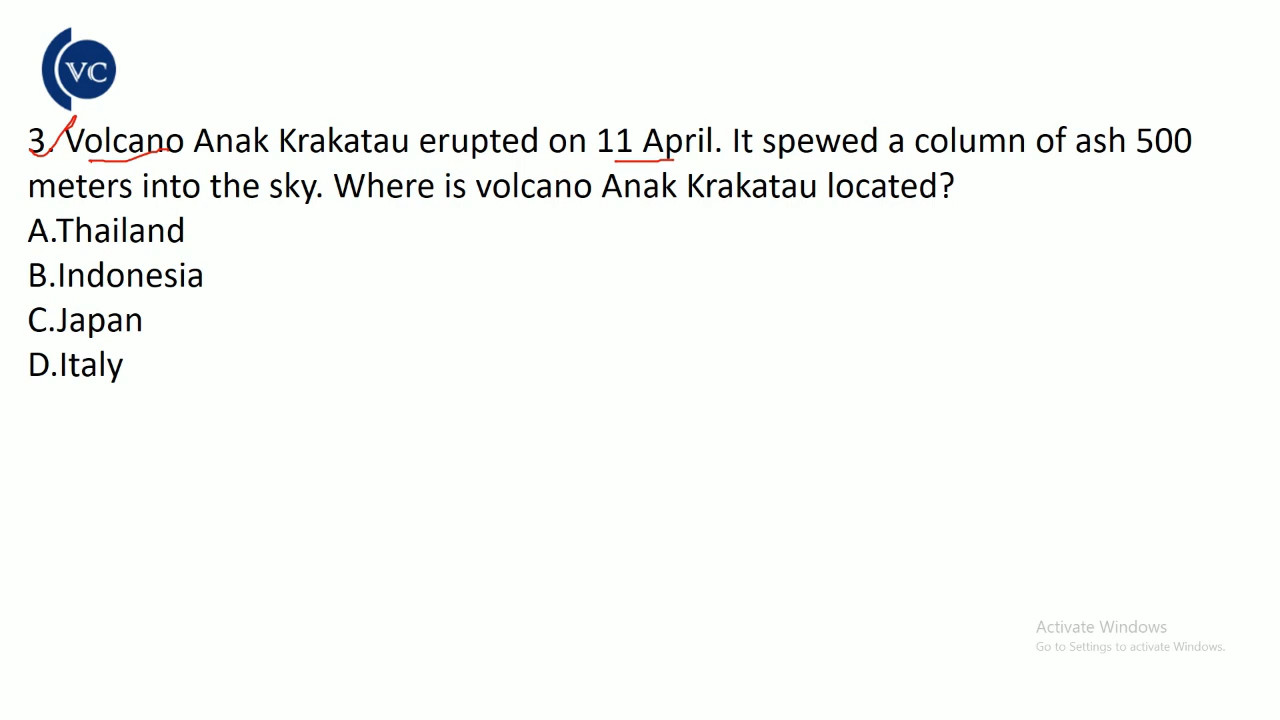 VC
3. Volcano Anak Krakatau erupted on 11 April. It spewed a column of ash 500
meters into the sky. Where is volcano Anak Krakatau located?
A.Thailand
B.Indonesia
C.Japan
D.Italy
Activate Windows
Go to Settings to activate Windows.